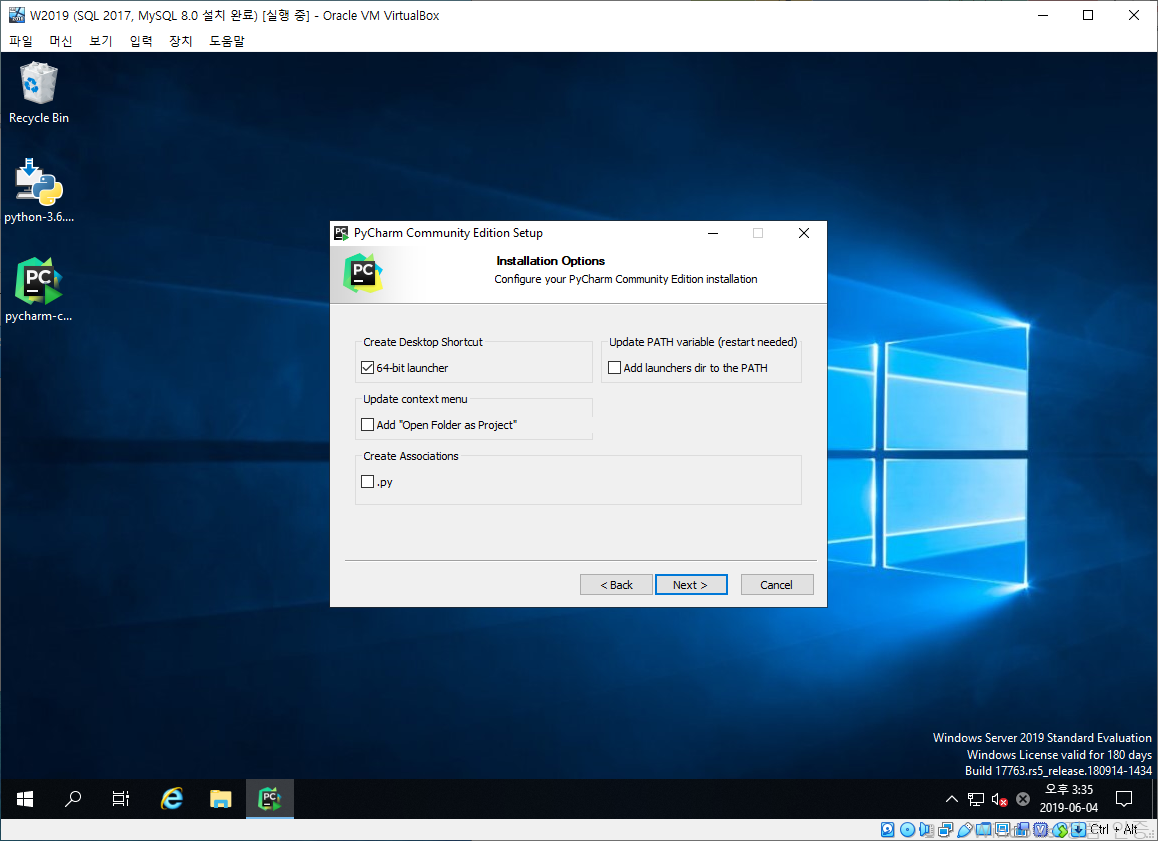 W2019 (SQL 2017, MySQL 8.0 설치 완료) [실행 중] - Oracle VM VirtualBox
파일 머신 보기 입력 장치 도움말
Recycle Bin
python-3.6....
pycharm-c...
PyCharm Community Edition Setup
Installation Options
Configure your PyCharm Community Edition installation
Create Desktop Shortcut
64-bit launcher
Update PATH variable (restart needed)
Add launchers dir to the PATH
Update context menu
Add "Open Folder as Project"
Create Associations
.py
< Back Next > Cancel
Windows Server 2019 Standard Evaluation
Windows License valid for 180 days
Build 17763.rs5_release.180914-1434
오후 3:35
2019-06-04
Ctrl + Alt